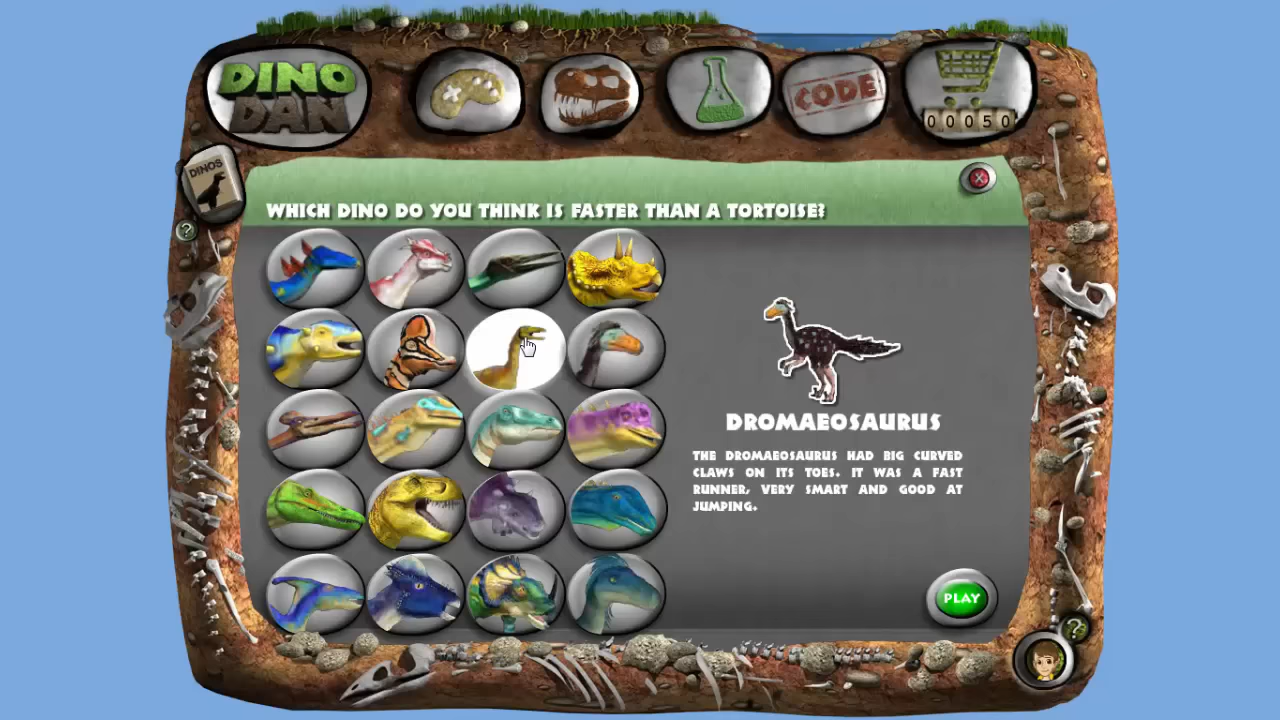 DINO
DAN
CODE
00050
DINOS
?
WHICH DINO DO YOU THINK IS FASTER THAN A TORTOISE?
DROMAEOSAURUS
THE DROMAEOSAURUS HAD BIG CURVED
CLAWS ON ITS TOES. IT WAS A FAST
RUNNER, VERY SMART AND GOOD AT
JUMPING.
PLAY
?